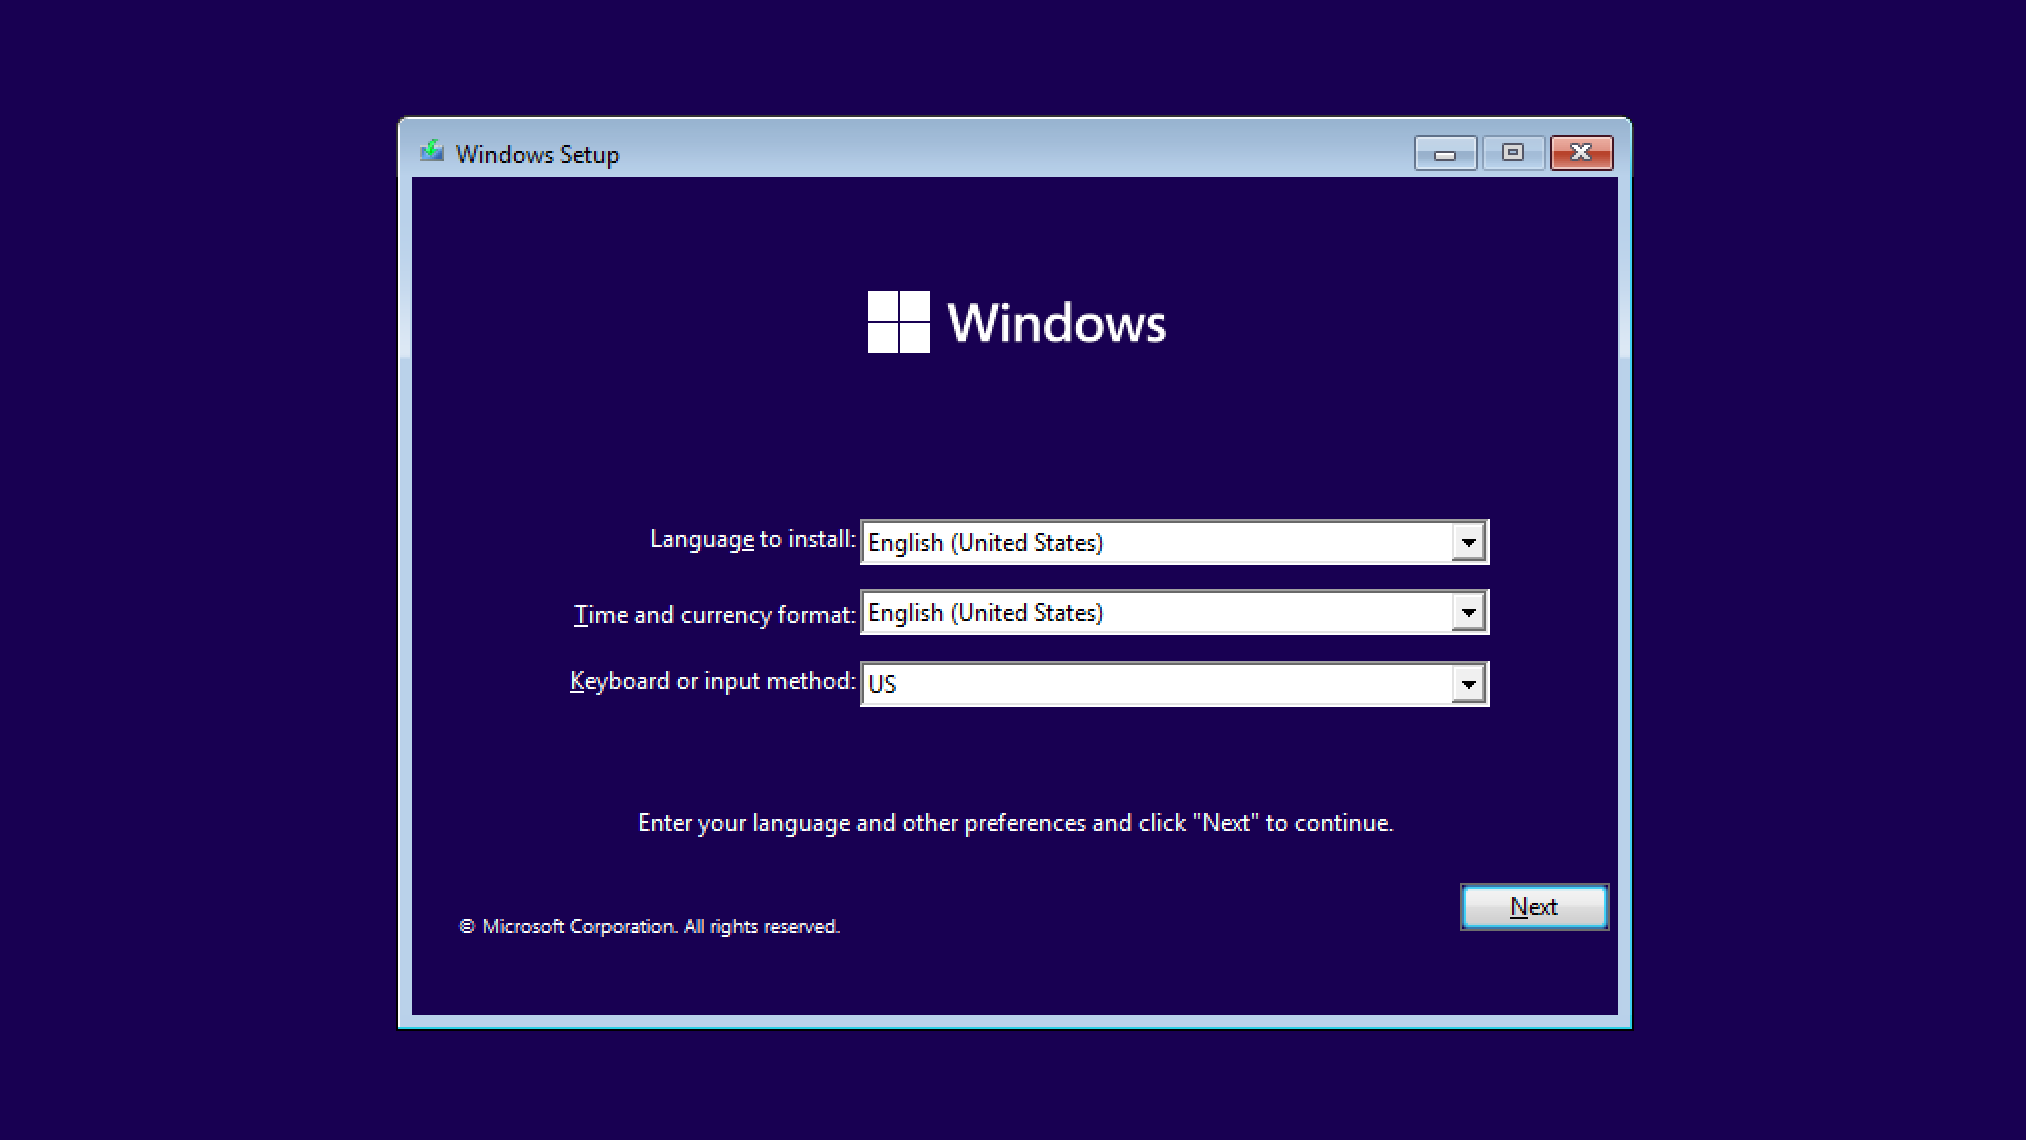 Windows Setup
Windows
Language to install: English (United States)
Time and currency format: English (United States)
Keyboard or input method: US
Enter your language and other preferences and click "Next" to continue.
Next
© Microsoft Corporation. All rights reserved.